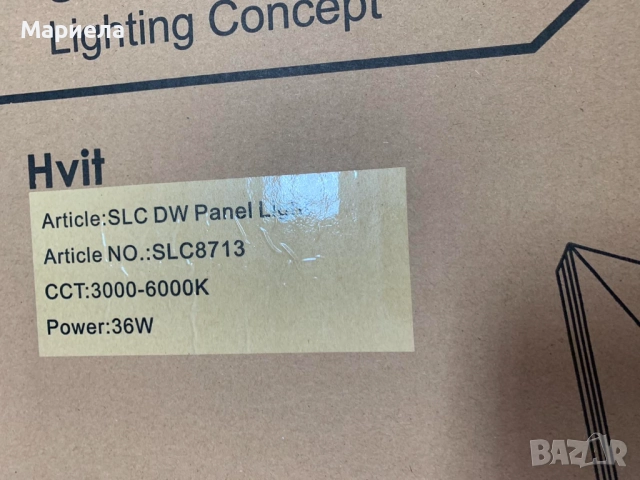 Мариела
Lighting Concept
Hvit
Article:SLC DW Panel
Article NO.:SLC8713
CCT:3000-6000K
Power:36W
BAZAR